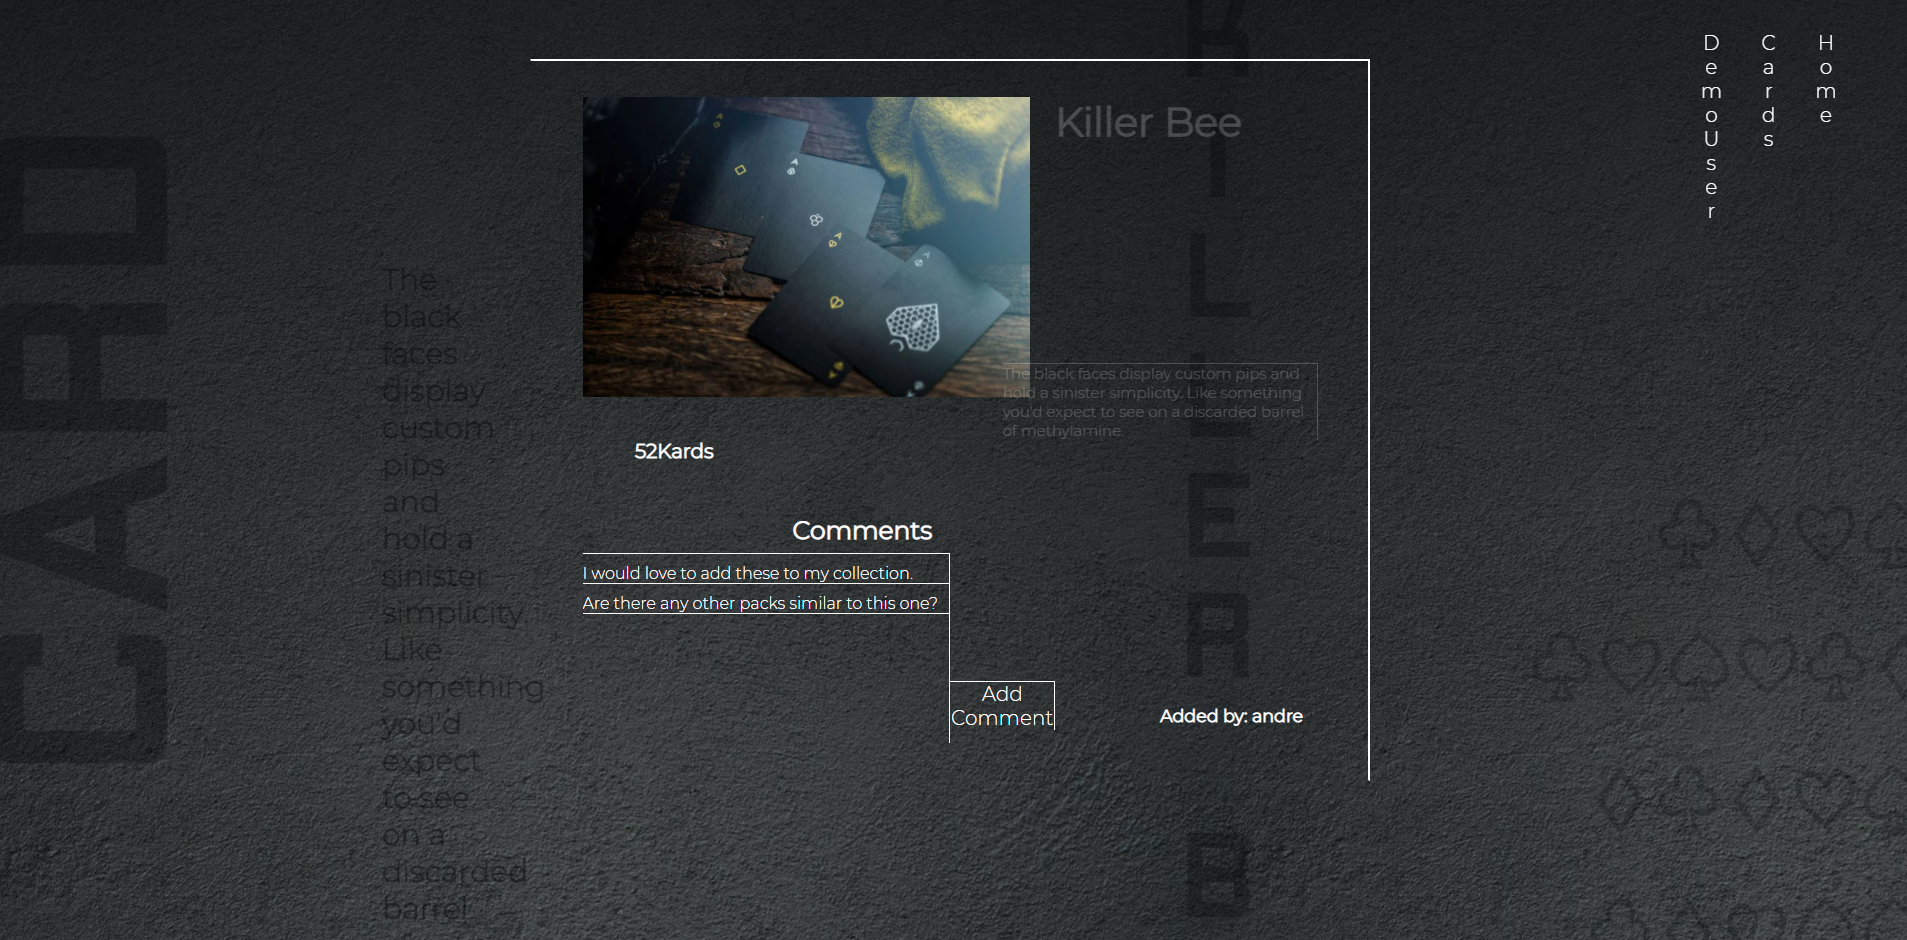 Home
Cards
DemoUser
CARD
KILLER B
Killer Bee
The black faces display custom pips and
hold a sinister simplicity. Like something
you'd expect to see on a discarded barrel
of methylamine
52Kards
Comments
I would love to add these to my collection.
Are there any other packs similar to this one?
Add
Comment
Added by: andre
The
black
faces
display
custom
pips
and
hold a
sinister
simplicity.
Like
something
you'd
expect
to see
on a
discarded
barrel
A
A
A
A